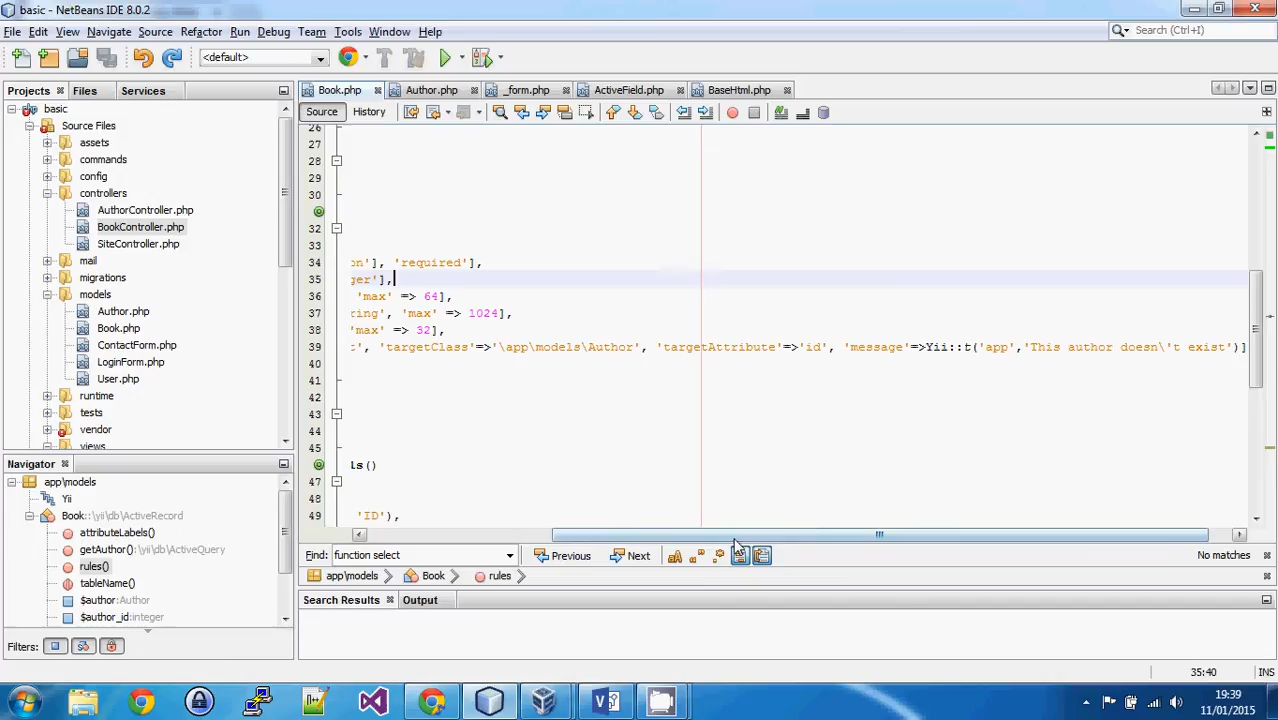 basic - NetBeans IDE 8.0.2
File Edit View Navigate Source Refactor Run Debug Team Tools Window Help
Search (Ctrl+I)
<default>
Projects Files Services
Book.php Author.php _form.php ActiveField.php BaseHtml.php
Source History
basic
Source Files
assets
commands
config
controllers
AuthorController.php
BookController.php
SiteController.php
mail
migrations
models
Author.php
Book.php
ContactForm.php
LoginForm.php
User.php
runtime
tests
vendor
views
26
27
28
29
30
32
33
34 on'], 'required'],
35 ger'],
36 'max' => 64],
37 ring', 'max' => 1024],
38 'max' => 32],
39 c', 'targetClass'=>'\app\models\Author', 'targetAttribute'=>'id', 'message'=>Yii::t('app','This author doesn\'t exist')]
40
41
42
43
44
45
ls()
47
48
49 'ID'),
Navigator
app\models
Yii
Book::\yii\db\ActiveRecord
attributeLabels()
getAuthor():\yii\db\ActiveQuery
rules()
tableName()
$author:Author
$author_id:integer
Filters:
Find: function select Previous Next No matches
app\models Book rules
Search Results Output
35:40 INS
19:39
11/01/2015